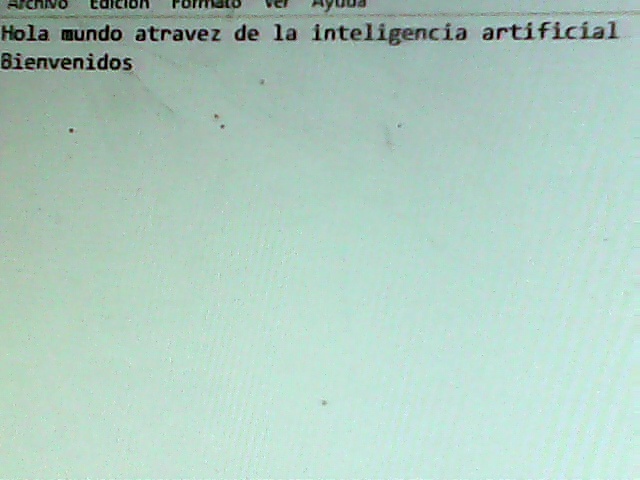 Archivo Edición Formato Ver Ayuda
Hola mundo atravez de la inteligencia artificial
Bienvenidos